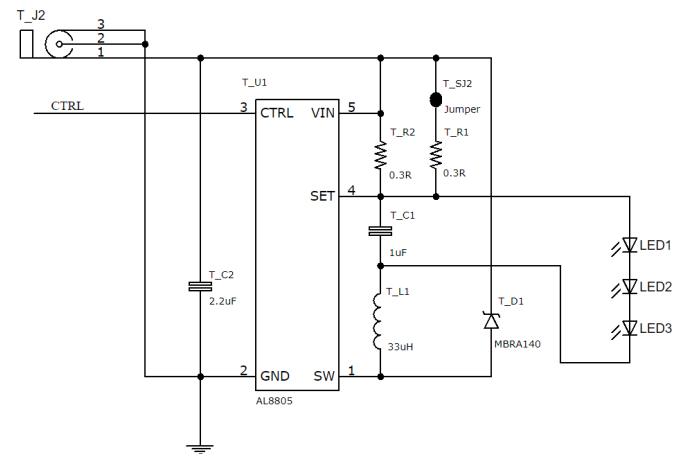 T_J2
3
2
1
T_U1
T_SJ2
Jumper
CTRL
3 CTRL VIN 5
T_R2
T_R1
0.3R
0.3R
SET 4
T_C1
1uF
LED1
T_C2
2.2uF
T_L1
LED2
T_D1
LED3
33uH
MBRA140
2 GND SW 1
AL8805